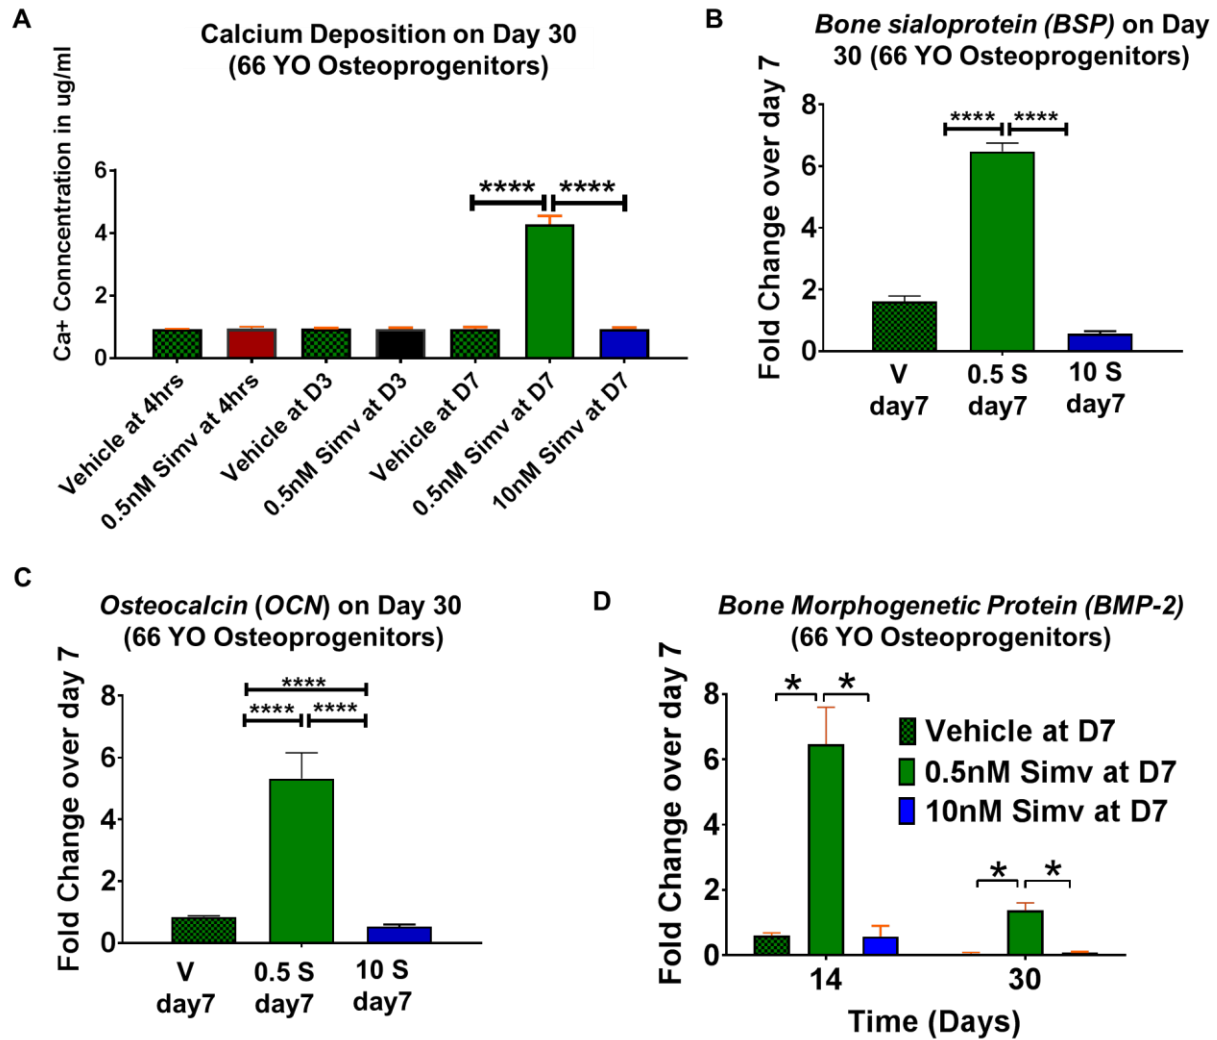 A
Calcium Deposition on Day 30
(66 YO Osteoprogenitors)
Ca+ Conncentration in ug/ml
6
4
2
0
****
****
Vehicle at 4hrs
0.5nM Simv at 4hrs
Vehicle at D3
0.5nM Simv at D3
Vehicle at D7
0.5nM Simv at D7
10nM Simv at D7
B
Bone sialoprotein (BSP) on Day
30 (66 YO Osteoprogenitors)
Fold Change over day 7
8
6
4
2
0
****
****
V
day7
0.5 S
day7
10 S
day7
C
Osteocalcin (OCN) on Day 30
(66 YO Osteoprogenitors)
Fold Change over day 7
8
6
4
2
0
****
****
****
V
day7
0.5 S
day7
10 S
day7
D
Bone Morphogenetic Protein (BMP-2)
(66 YO Osteoprogenitors)
Fold Change over day 7
8
6
4
2
0
*
*
*
*
Vehicle at D7
0.5nM Simv at D7
10nM Simv at D7
14
30
Time (Days)